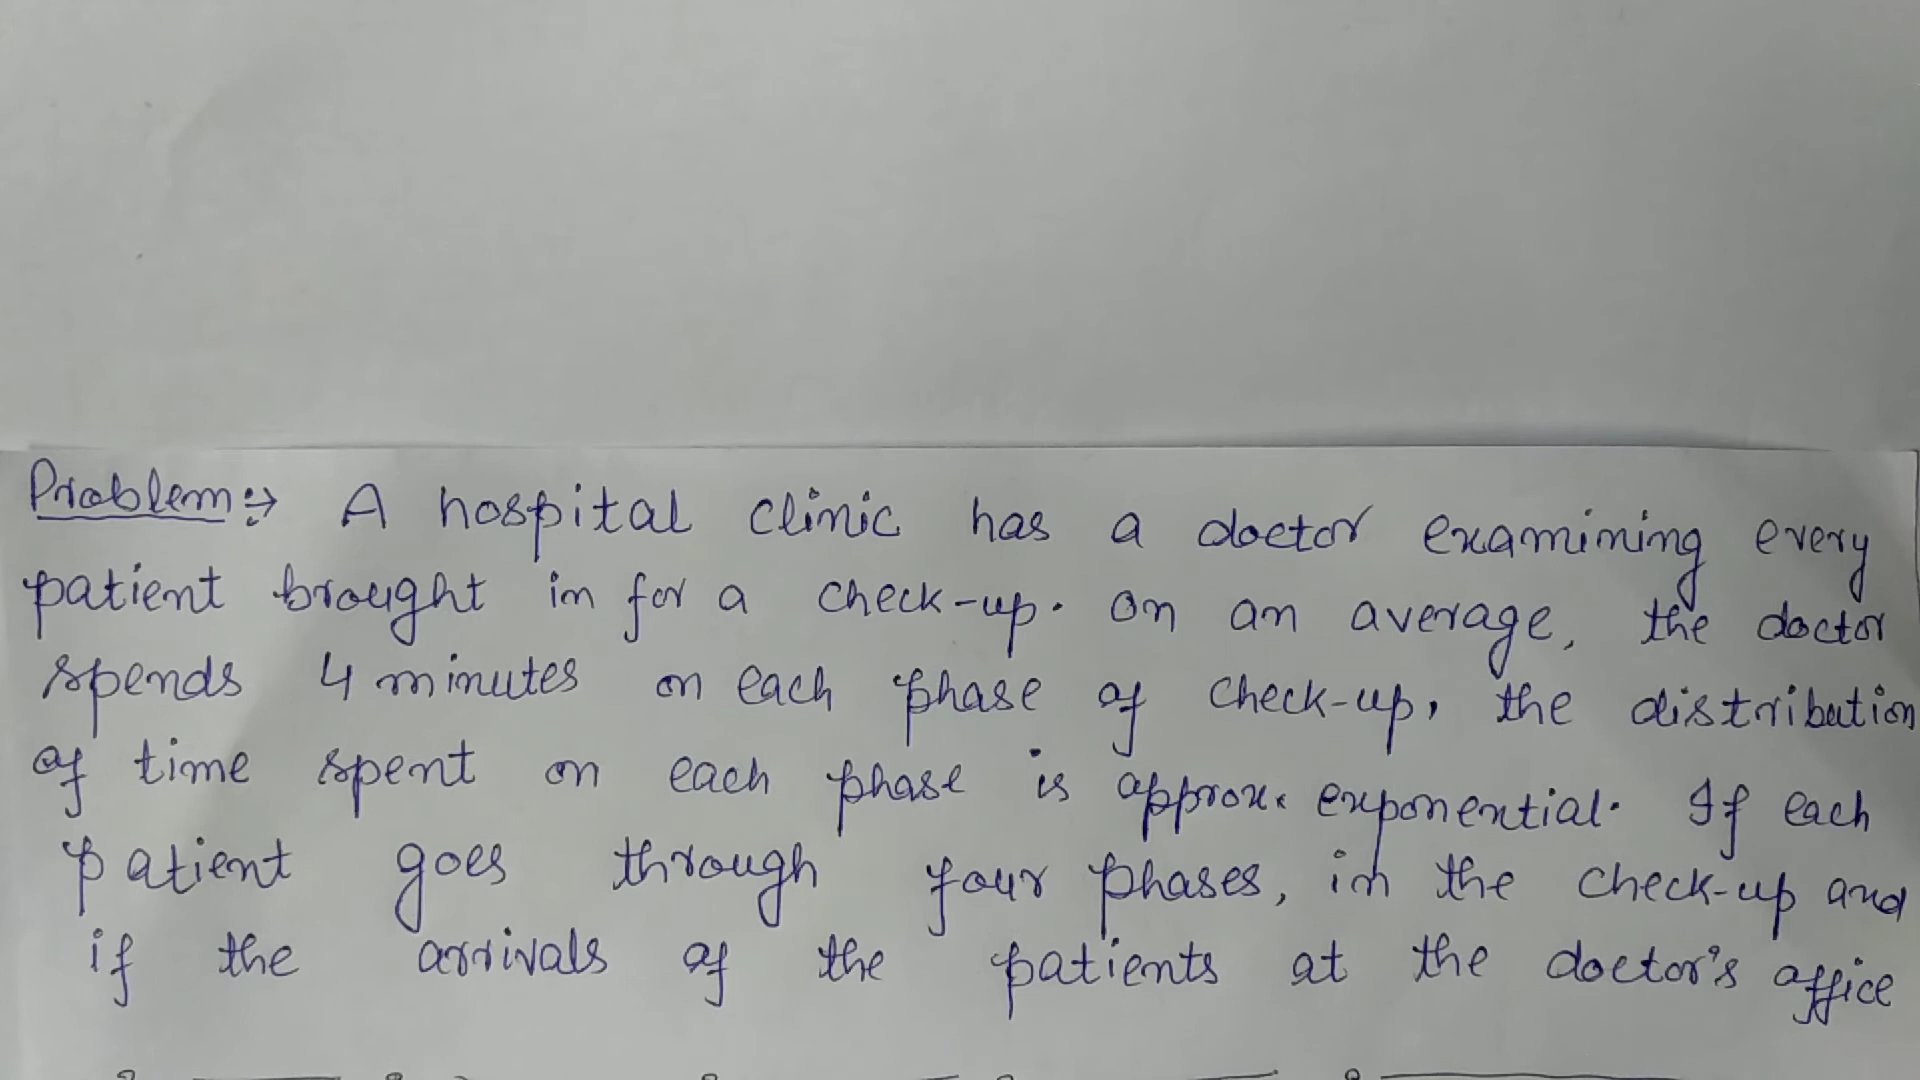 Problem:→ A hospital clinic has a doctor examining every
patient brought in for a check-up. On an average, the doctor
spends 4 minutes on each phase of check-up, the distribution
of time spent on each phase is approx. exponential. If each
patient goes through four phases, in the check-up and
if the arrivals of the patients at the doctor's office